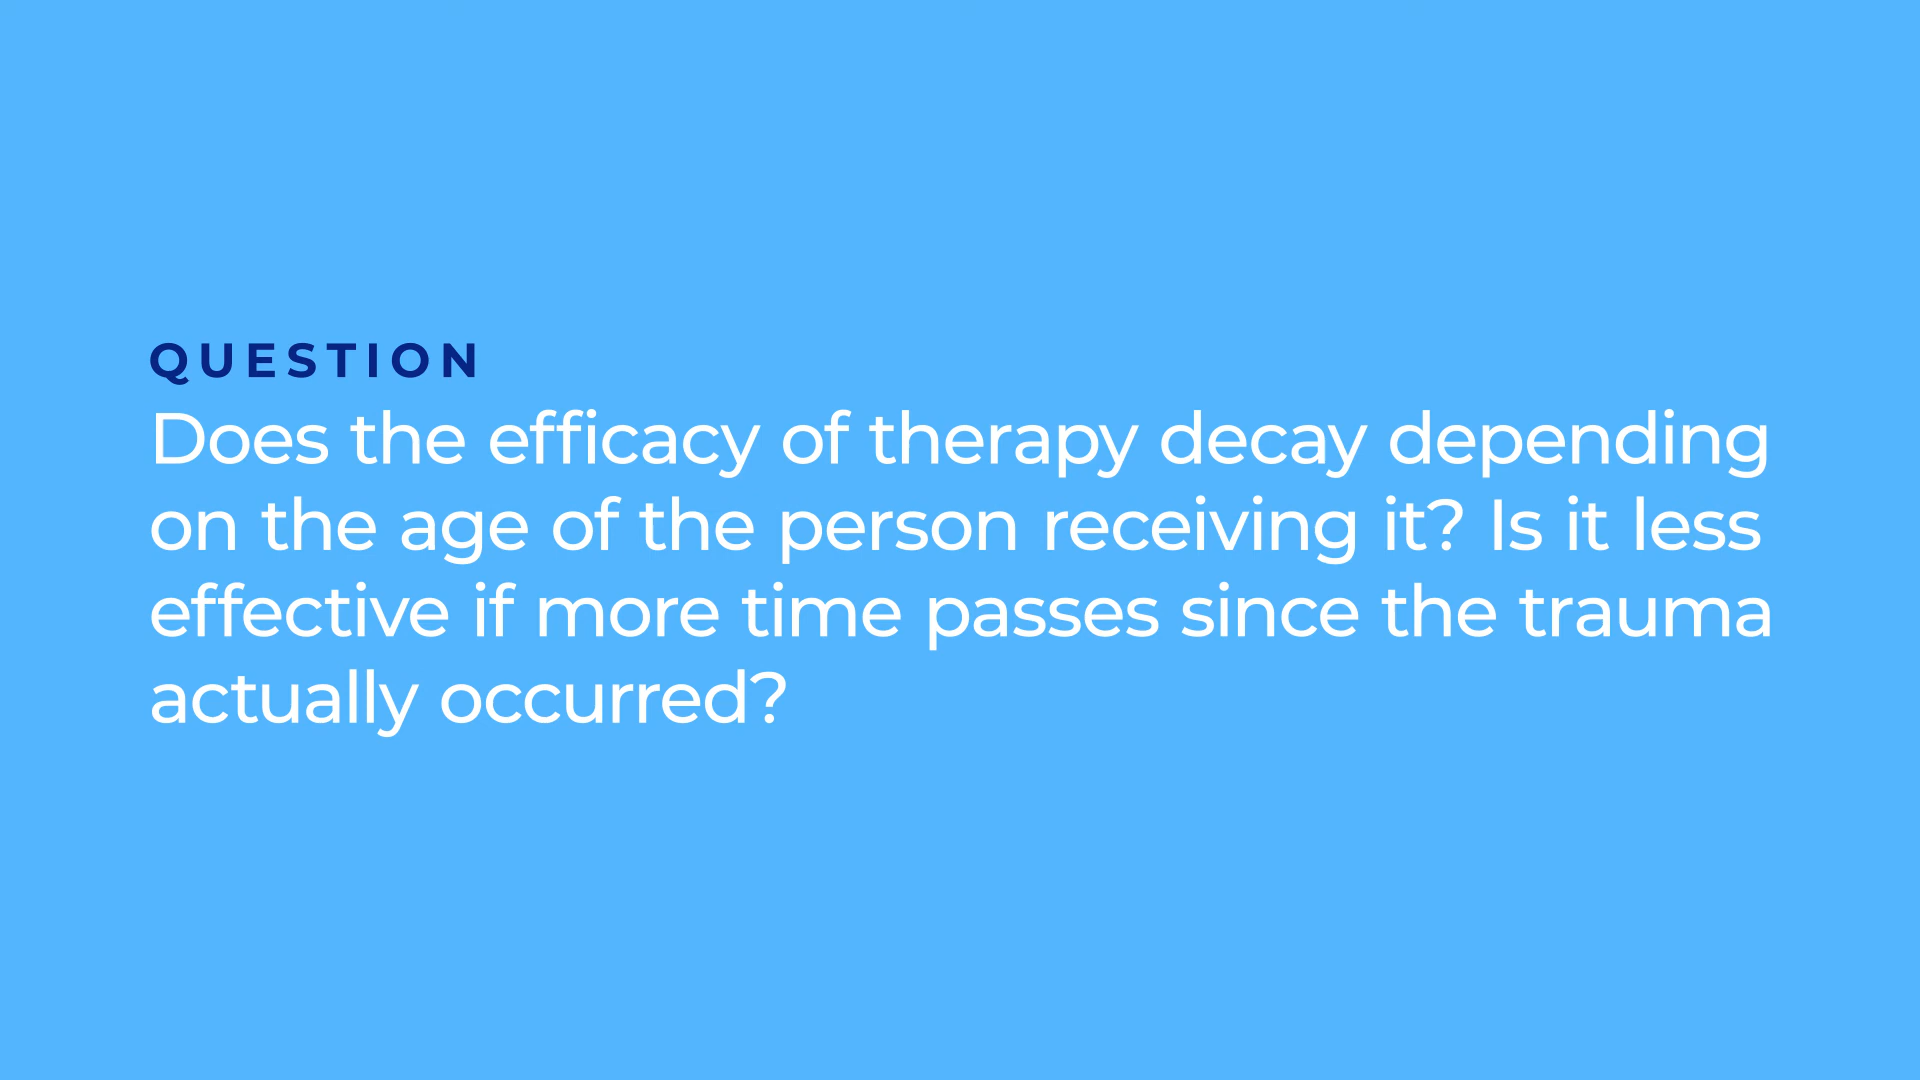 QUESTION
Does the efficacy of therapy decay depending
on the age of the person receiving it? Is it less
effective if more time passes since the trauma
actually occurred?